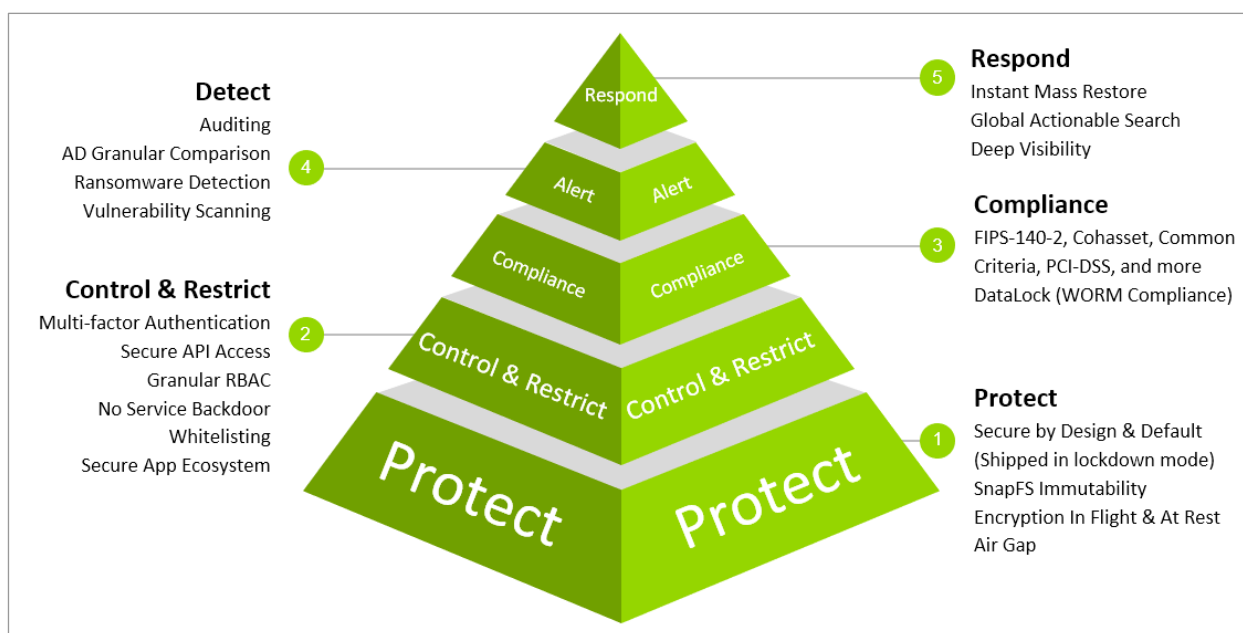 Detect
Auditing
AD Granular Comparison
Ransomware Detection
Vulnerability Scanning
4
Control & Restrict
Multi-factor Authentication
Secure API Access
Granular RBAC
No Service Backdoor
Whitelisting
Secure App Ecosystem
2
Respond
Alert
Alert
Compliance
Compliance
Control & Restrict
Control & Restrict
Protect
Protect
5
Respond
Instant Mass Restore
Global Actionable Search
Deep Visibility
3
Compliance
FIPS-140-2, Cohasset, Common
Criteria, PCI-DSS, and more
DataLock (WORM Compliance)
1
Protect
Secure by Design & Default
(Shipped in lockdown mode)
SnapFS Immutability
Encryption In Flight & At Rest
Air Gap